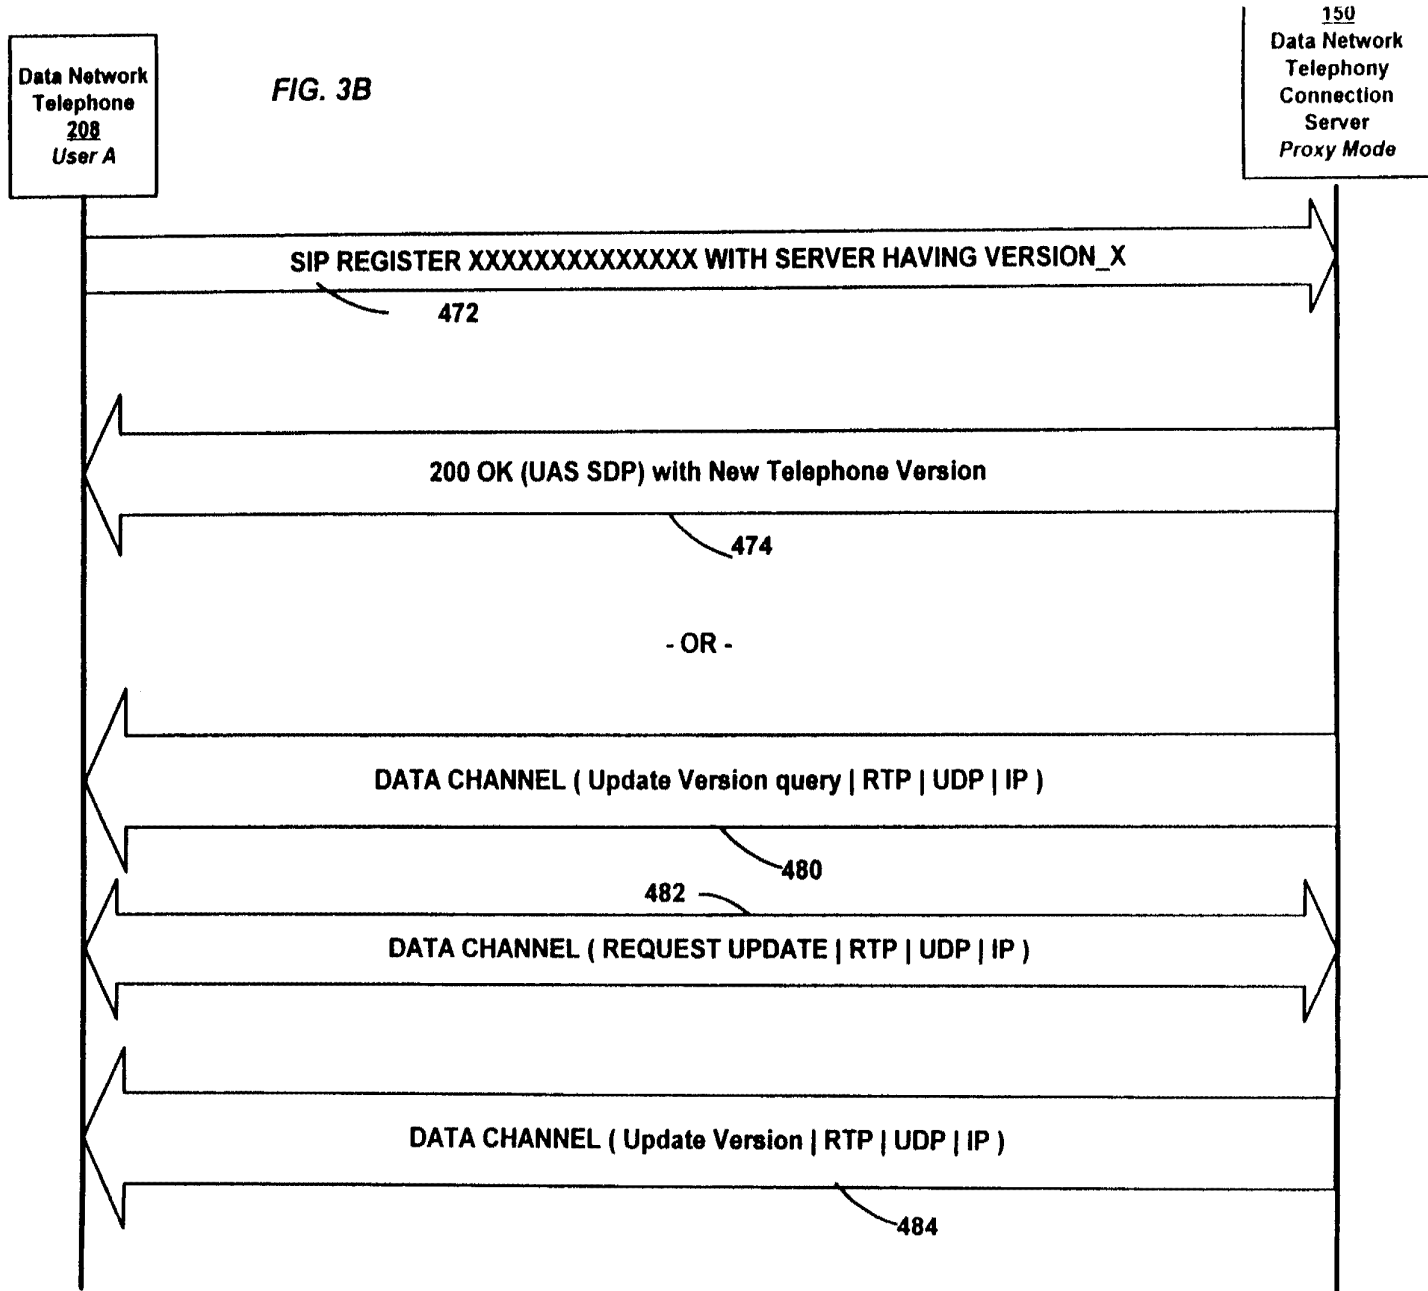 150
Data Network
Telephony
Connection
Server
Proxy Mode
Data Network
Telephone
208
User A
FIG. 3B
SIP REGISTER XXXXXXXXXXXXXX WITH SERVER HAVING VERSION_X
472
200 OK (UAS SDP) with New Telephone Version
474
- OR -
DATA CHANNEL ( Update Version query | RTP | UDP | IP )
480
482
DATA CHANNEL ( REQUEST UPDATE | RTP | UDP | IP )
DATA CHANNEL ( Update Version | RTP | UDP | IP )
484